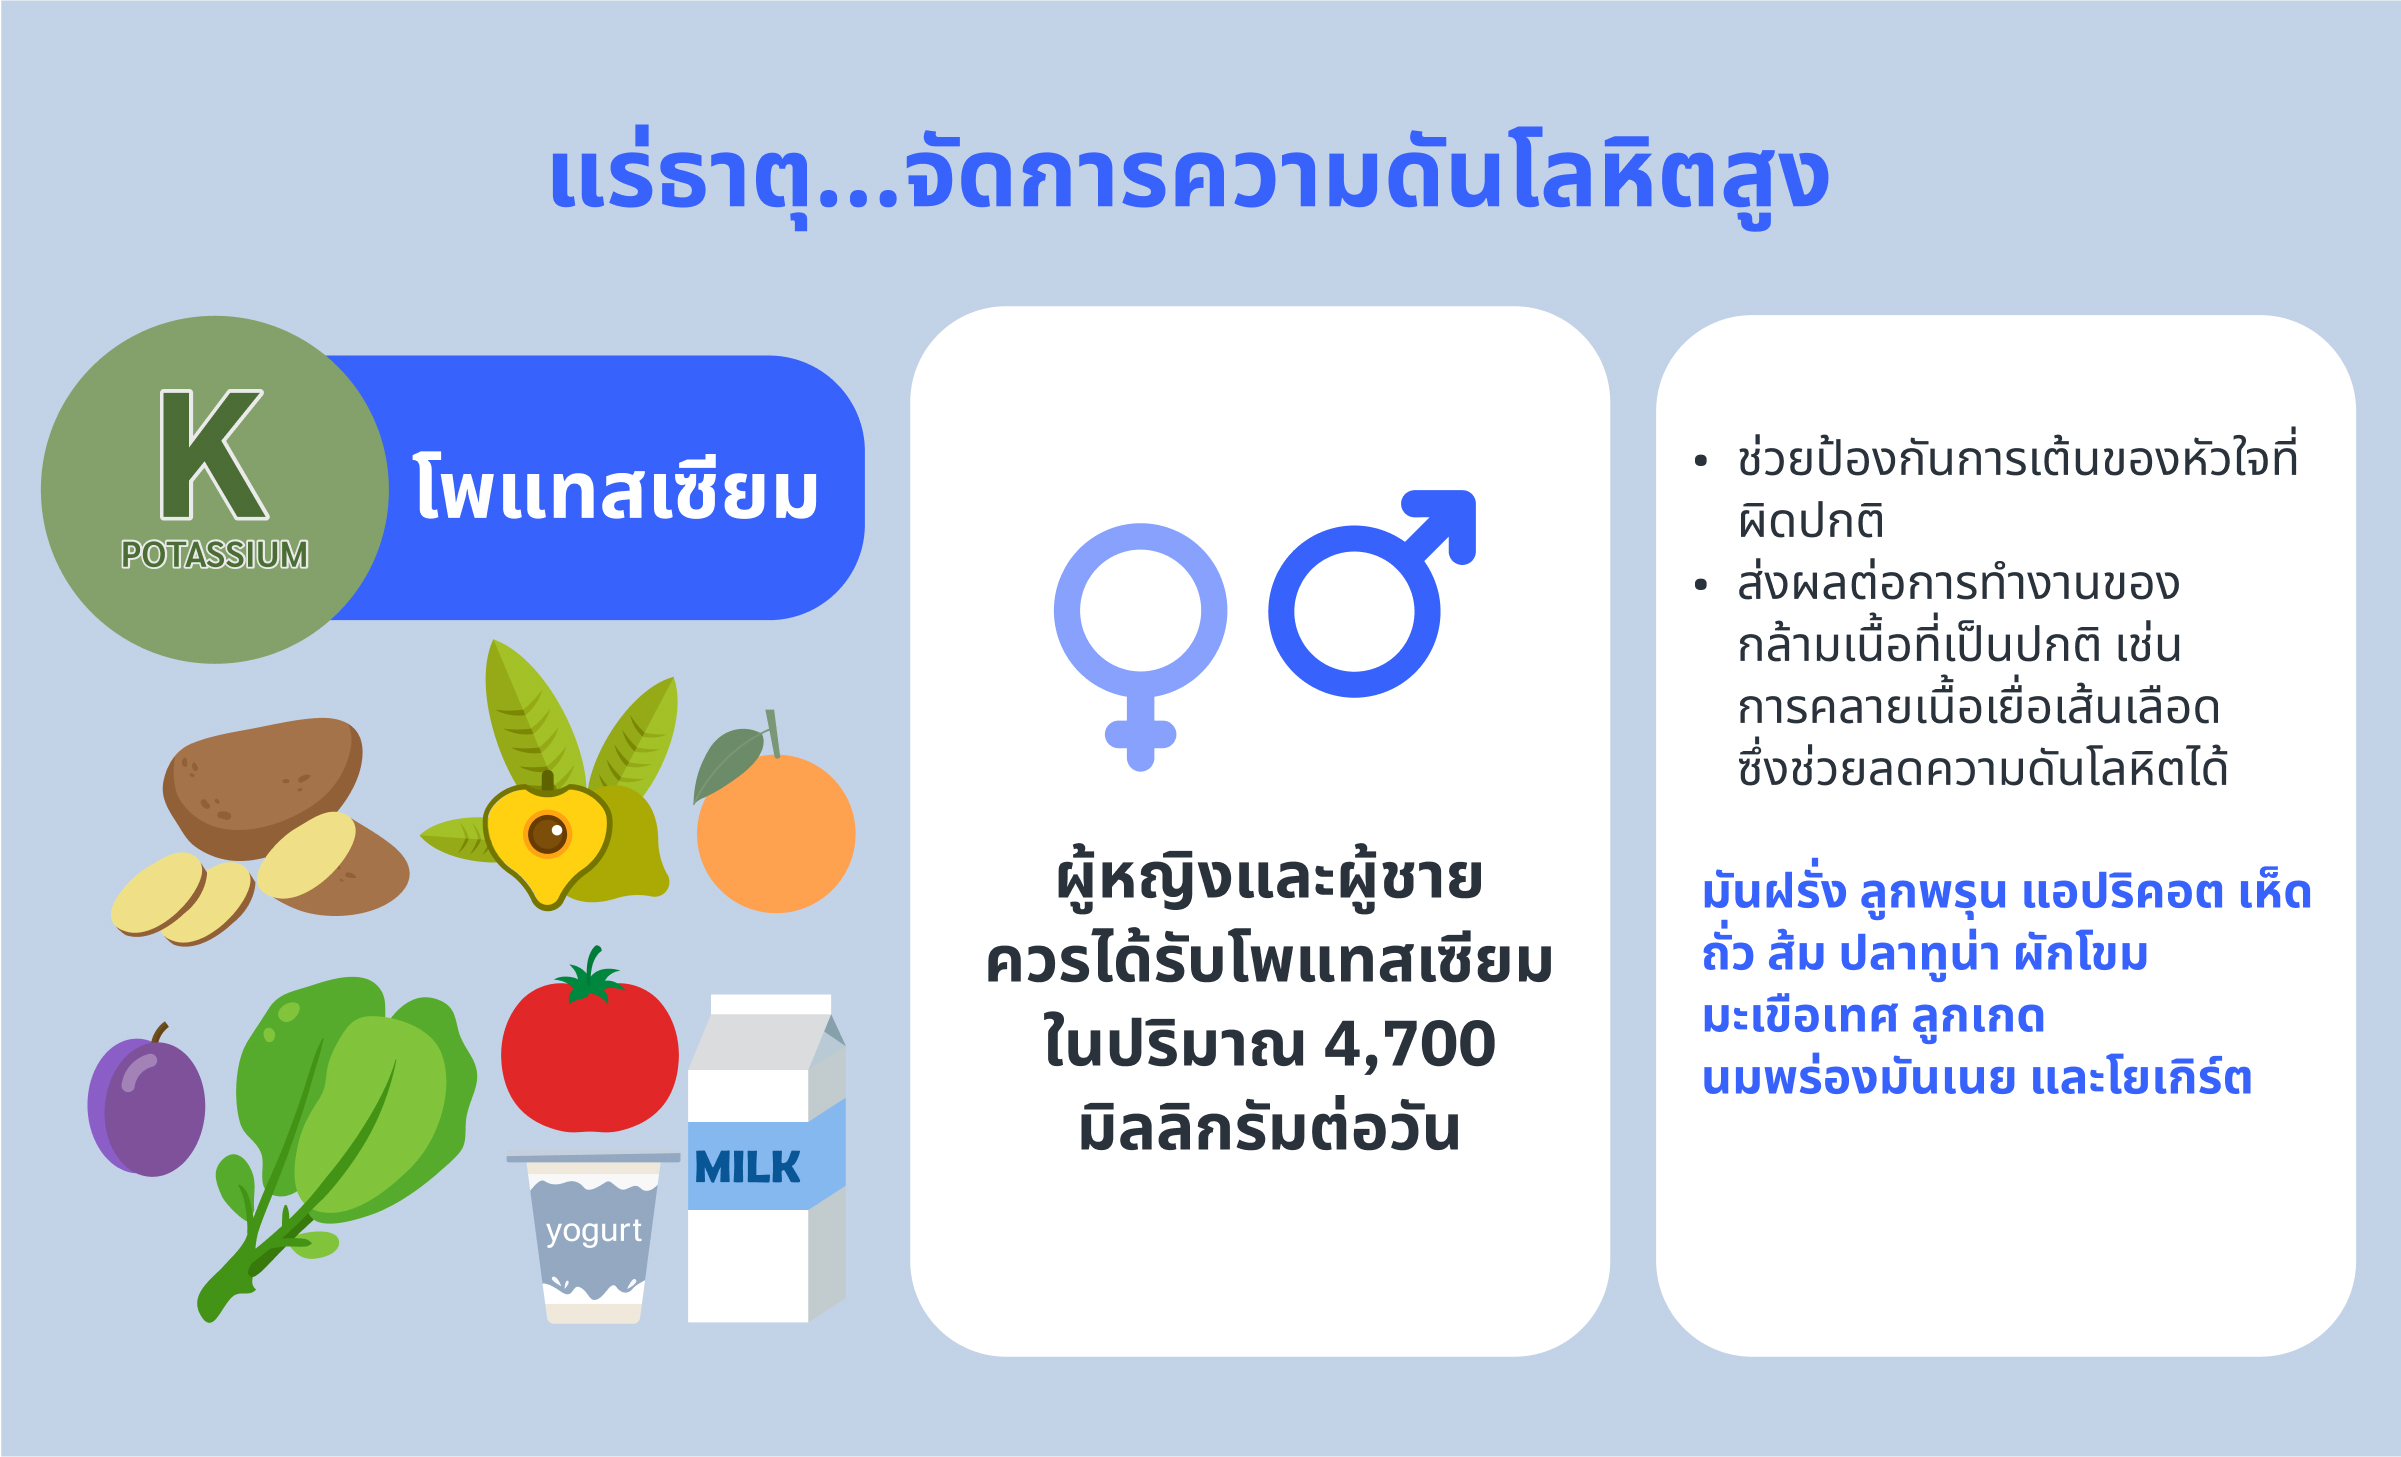 แร่ธาตุ...จัดการความดันโลหิตสูง
K
POTASSIUM
โพแทสเซียม
MILK
yogurt
ผู้หญิงและผู้ชาย
ควรได้รับโพแทสเซียม
ในปริมาณ 4,700
มิลลิกรัมต่อวัน
• ช่วยป้องกันการเต้นของหัวใจที่
ผิดปกติ
• ส่งผลต่อการทำงานของ
กล้ามเนื้อที่เป็นปกติ เช่น
การคลายเนื้อเยื่อเส้นเลือด
ซึ่งช่วยลดความดันโลหิตได้
มันฝรั่ง ลูกพรุน แอปริคอต เห็ด
ถั่ว ส้ม ปลาทูน่า ผักโขม
มะเขือเทศ ลูกเกด
นมพร่องมันเนย และโยเกิร์ต